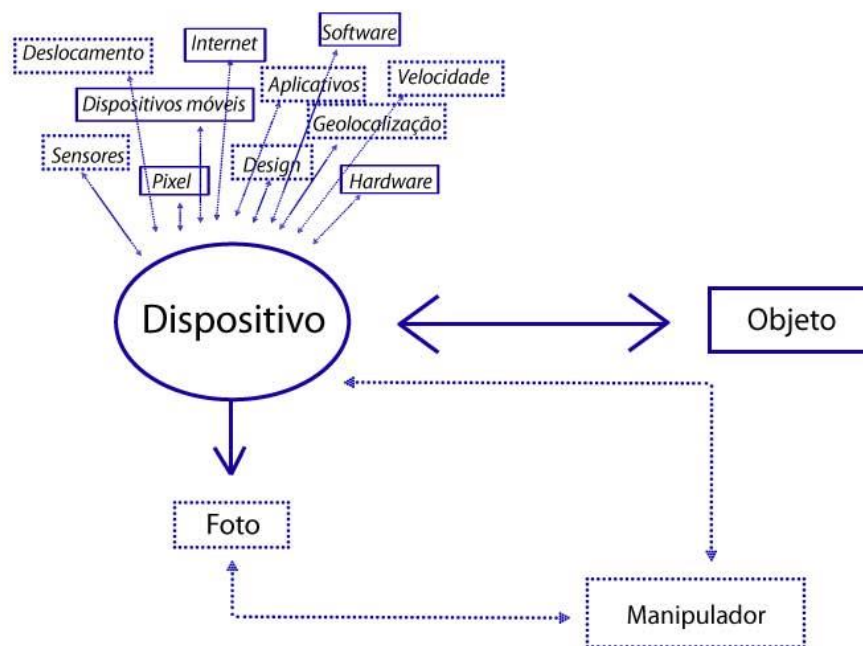 Software
Internet
Deslocamento
Aplicativos
Velocidade
Dispositivos móveis
Geolocalização
Sensores
Design
Pixel
Hardware
Dispositivo
Objeto
Foto
Manipulador